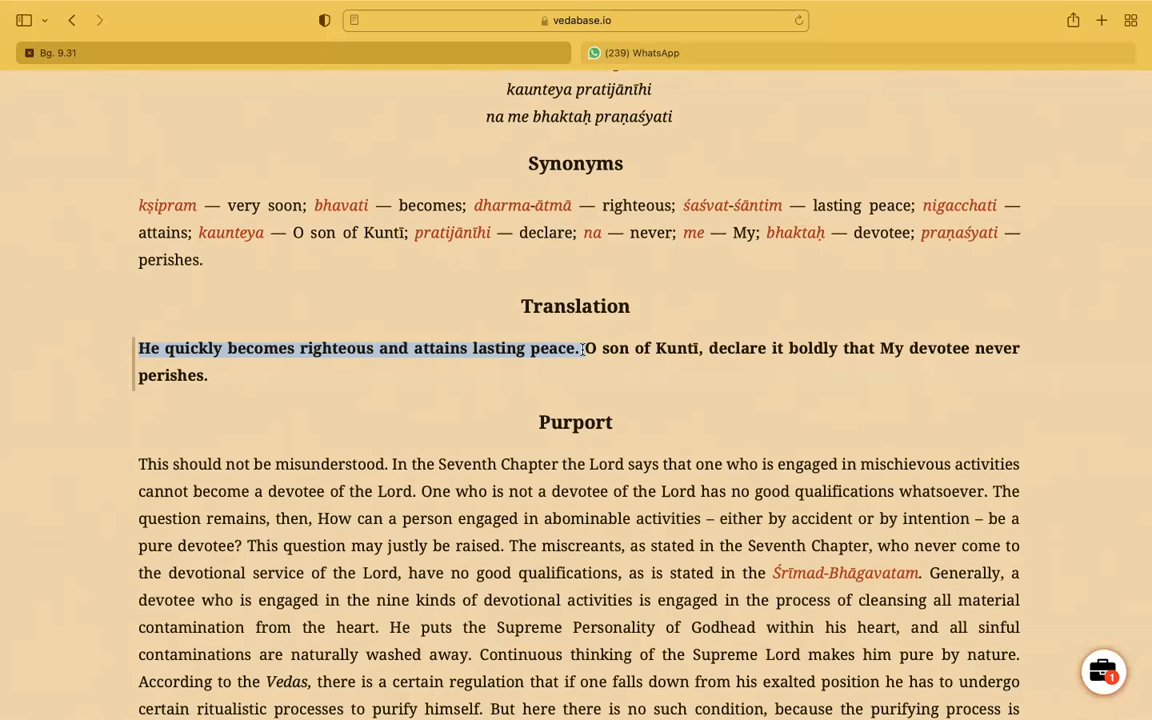 vedabase.io
Bg. 9.31
(239) WhatsApp
kaunteya pratijānīhi
na me bhaktaḥ praṇaśyati
Synonyms
kṣipram — very soon; bhavati — becomes; dharma-ātmā — righteous; śaśvat-śāntim — lasting peace; nigacchati —
attains; kaunteya — O son of Kuntī; pratijānīhi — declare; na — never; me — My; bhaktaḥ — devotee; praṇaśyati —
perishes.
Translation
He quickly becomes righteous and attains lasting peace. O son of Kuntī, declare it boldly that My devotee never
perishes.
Purport
This should not be misunderstood. In the Seventh Chapter the Lord says that one who is engaged in mischievous activities
cannot become a devotee of the Lord. One who is not a devotee of the Lord has no good qualifications whatsoever. The
question remains, then, How can a person engaged in abominable activities – either by accident or by intention – be a
pure devotee? This question may justly be raised. The miscreants, as stated in the Seventh Chapter, who never come to
the devotional service of the Lord, have no good qualifications, as is stated in the Śrīmad-Bhāgavatam. Generally, a
devotee who is engaged in the nine kinds of devotional activities is engaged in the process of cleansing all material
contamination from the heart. He puts the Supreme Personality of Godhead within his heart, and all sinful
contaminations are naturally washed away. Continuous thinking of the Supreme Lord makes him pure by nature.
According to the Vedas, there is a certain regulation that if one falls down from his exalted position he has to undergo
certain ritualistic processes to purify himself. But here there is no such condition, because the purifying process is
1